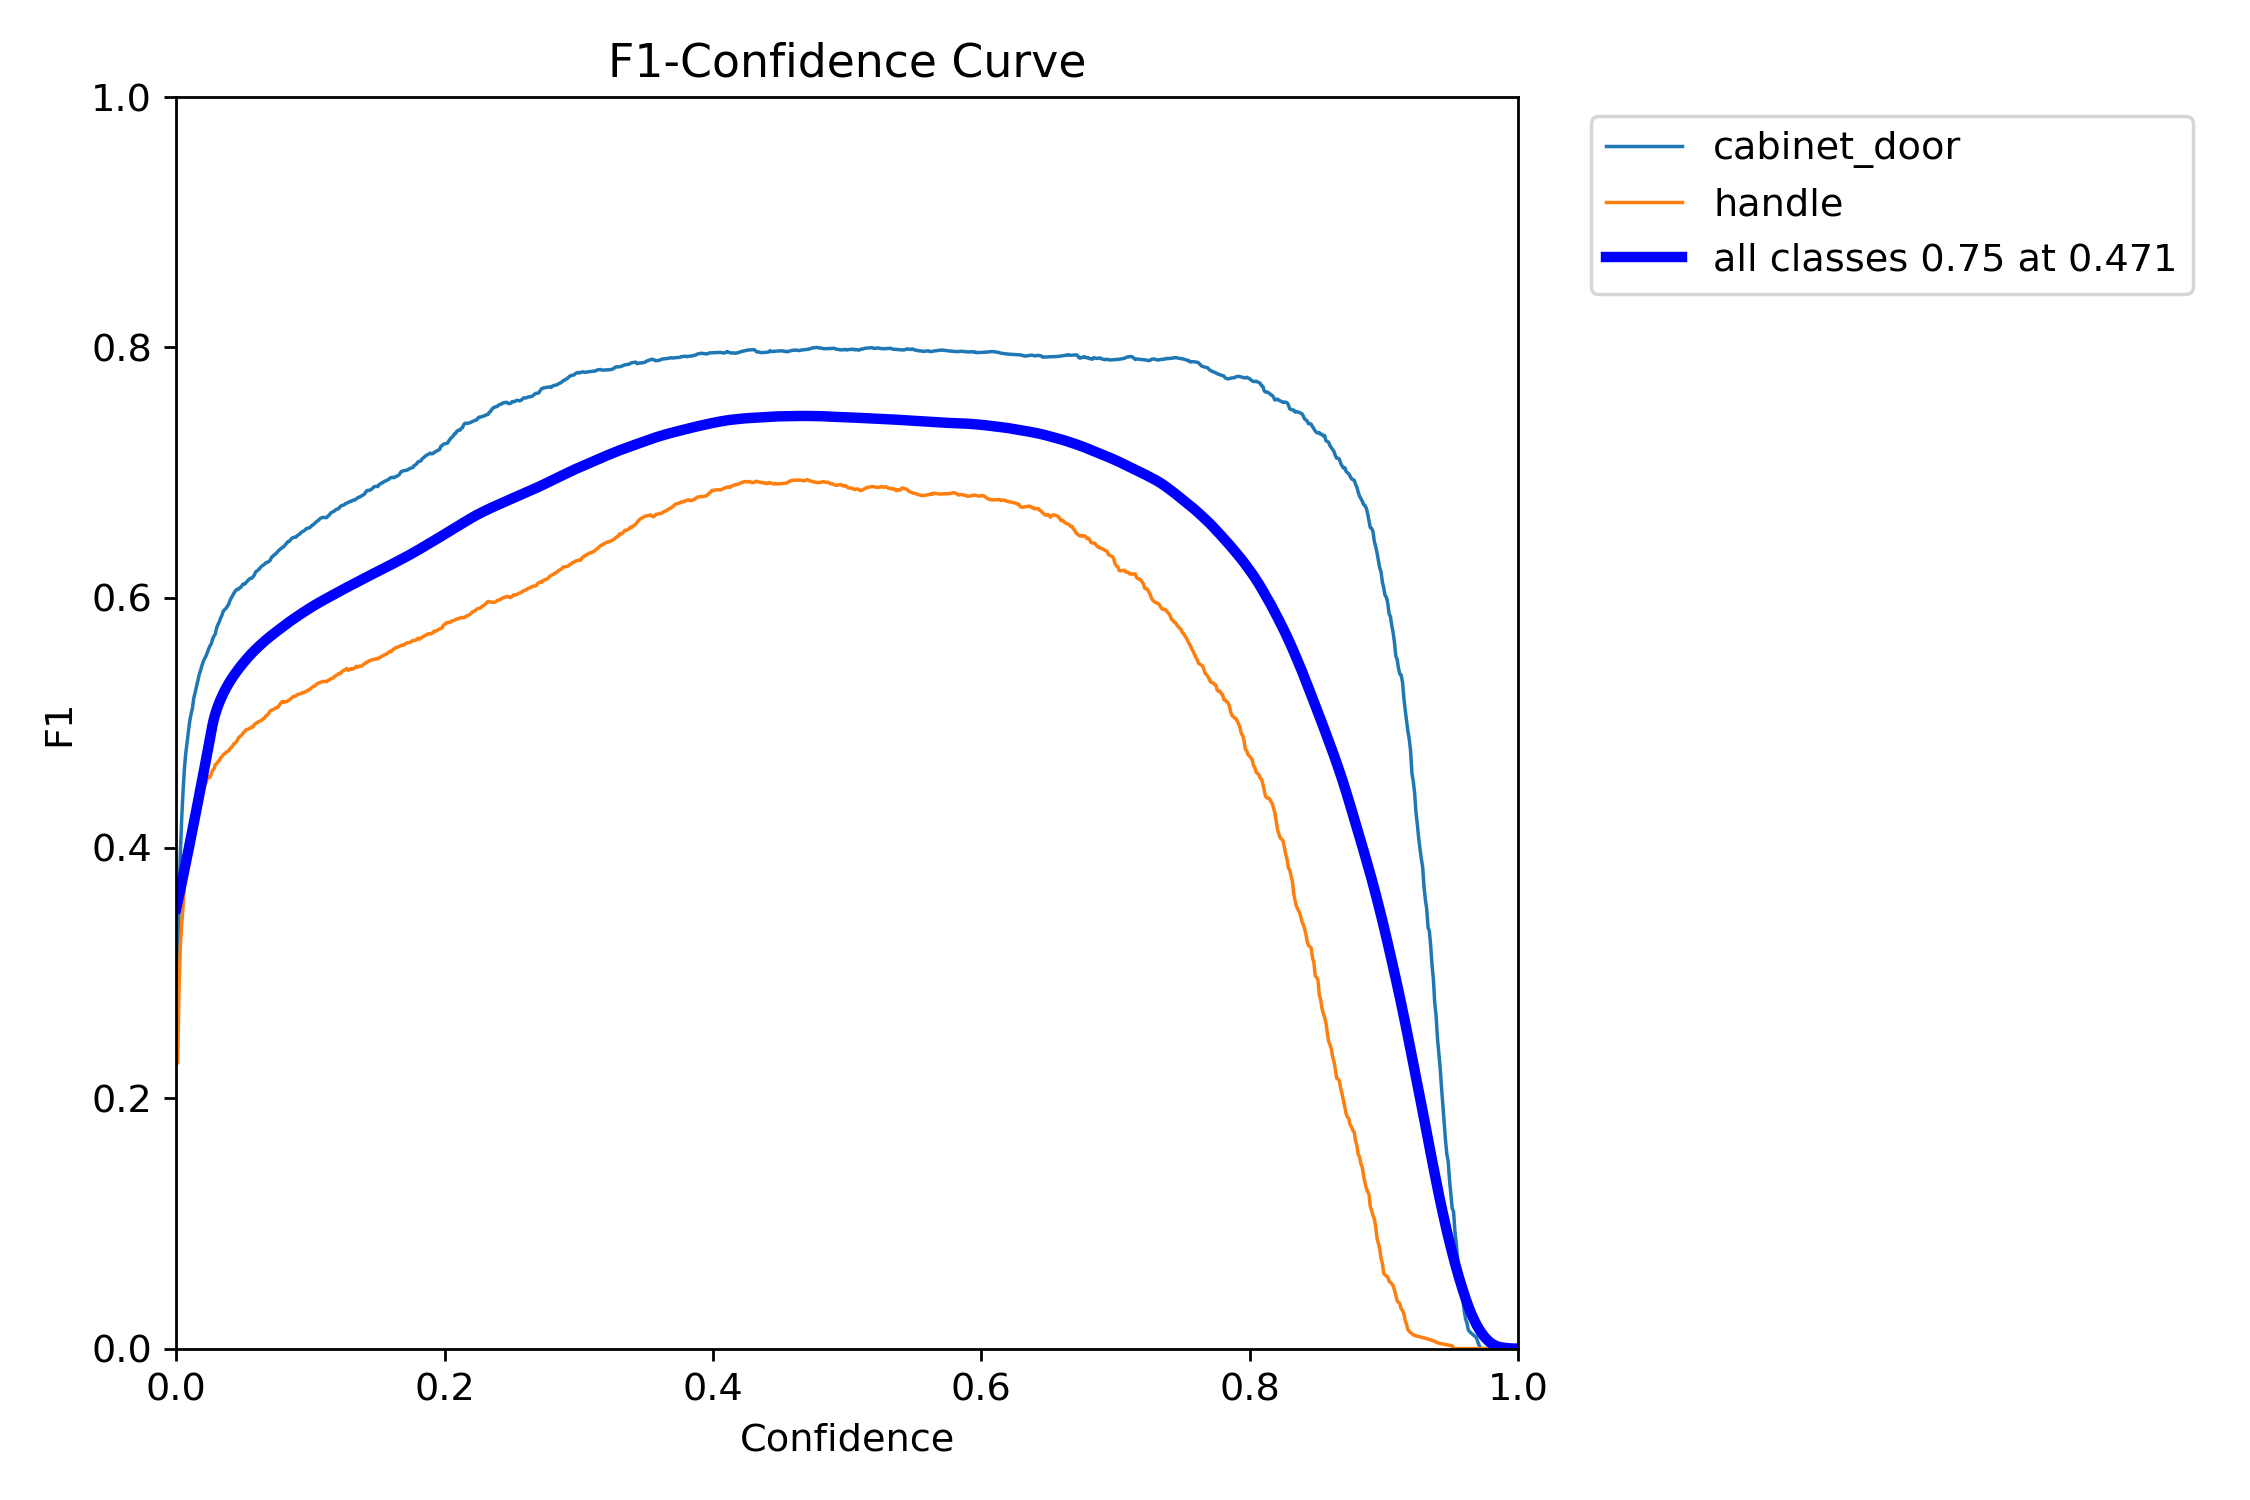 F1-Confidence Curve
1.0
0.8
0.6
0.4
0.2
0.0
F1
0.0 0.2 0.4 0.6 0.8 1.0
Confidence
cabinet_door
handle
all classes 0.75 at 0.471